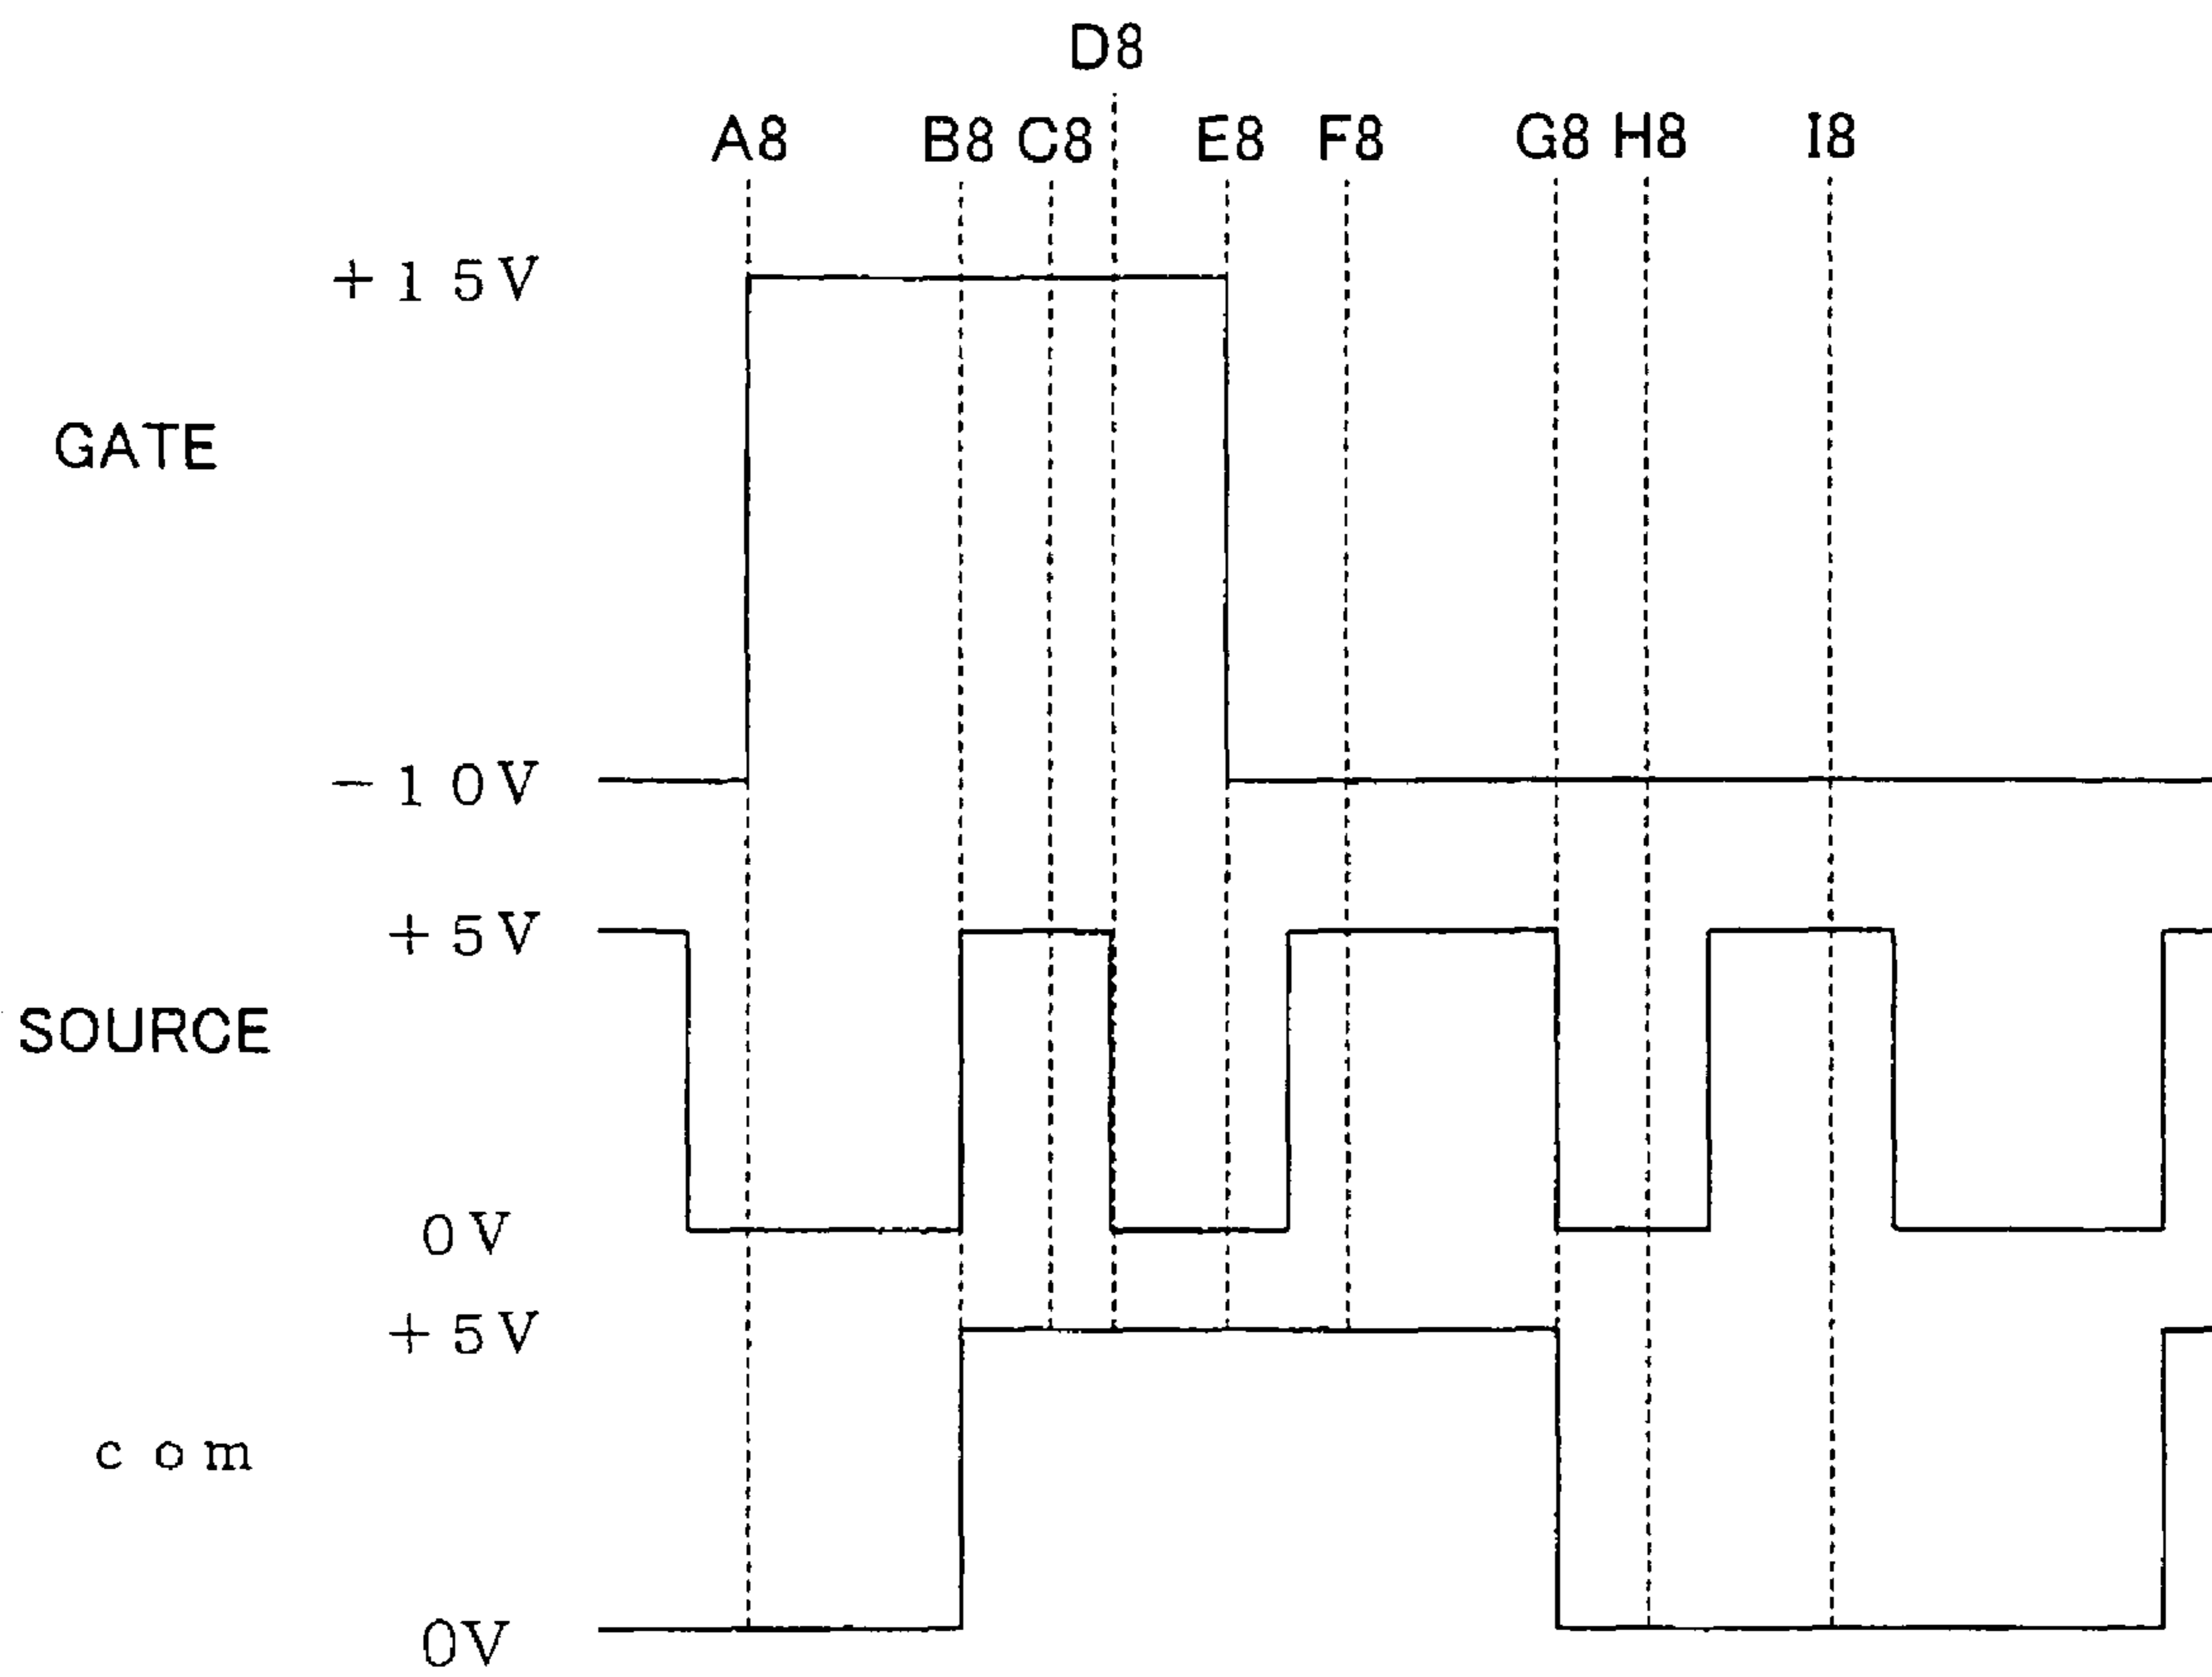 D8
A8 B8 C8 E8 F8 G8 H8 I8
+15V
GATE
-10V
+5V
SOURCE
0V
+5V
com
0V